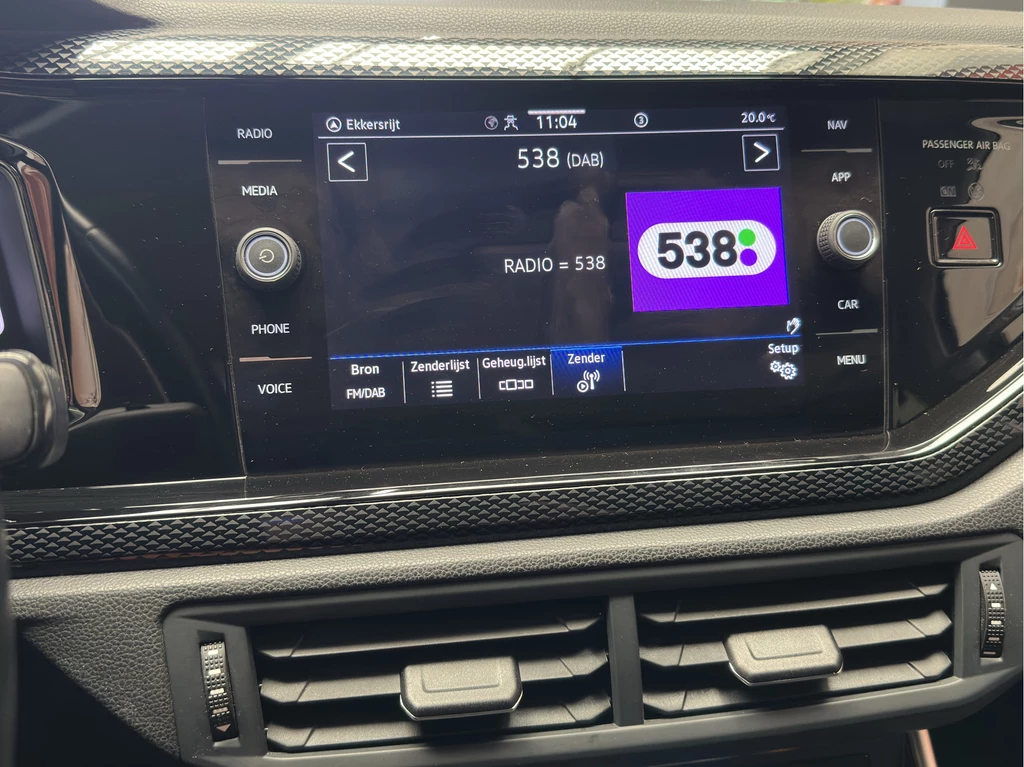 RADIO
MEDIA
PHONE
VOICE
Ekkersrijt
11:04
3
20.0°C
<
538 (DAB)
>
RADIO = 538
538
Bron
FM/DAB
Zenderlijst
Geheug.lijst
Zender
Setup
NAV
APP
CAR
MENU
PASSENGER AIR BAG
OFF